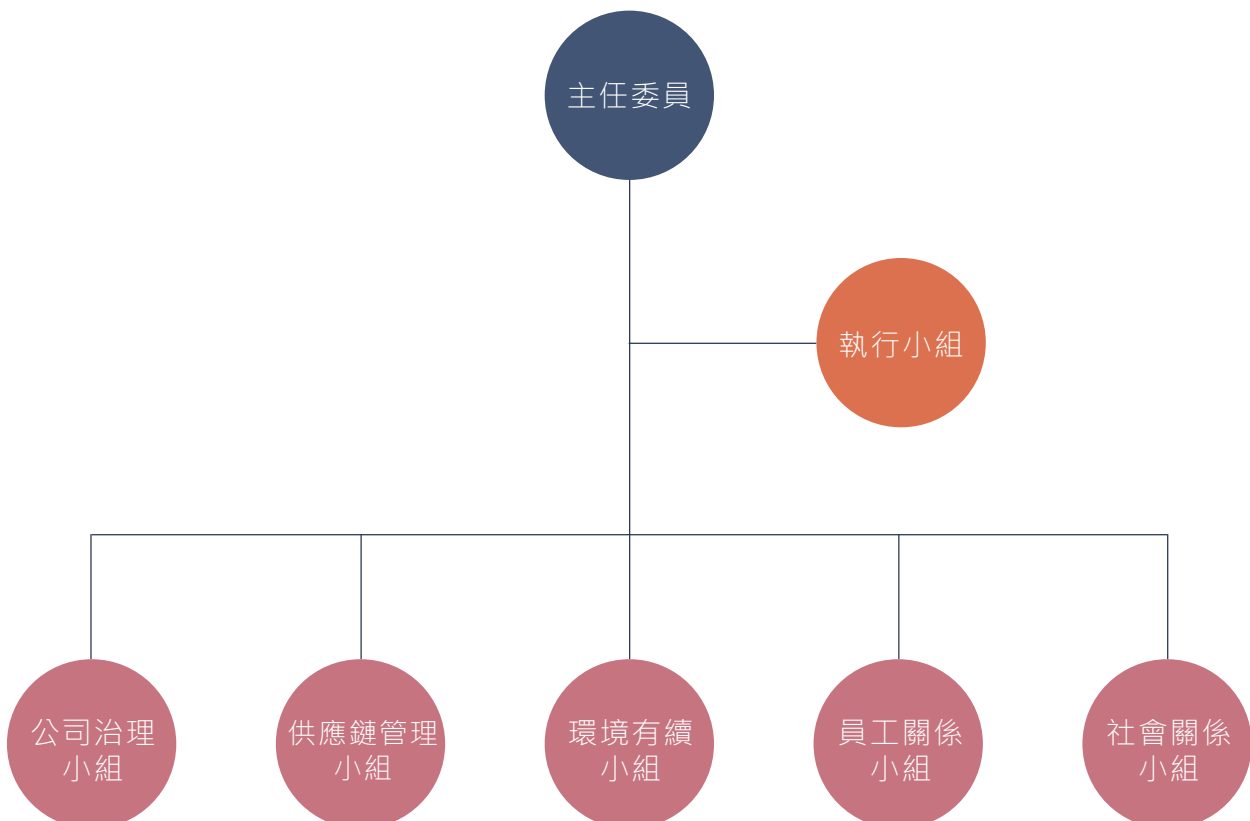 主任委員
執行小組
公司治理
小組
供應鏈管理
小組
環境有續
小組
員工關係
小組
社會關係
小組